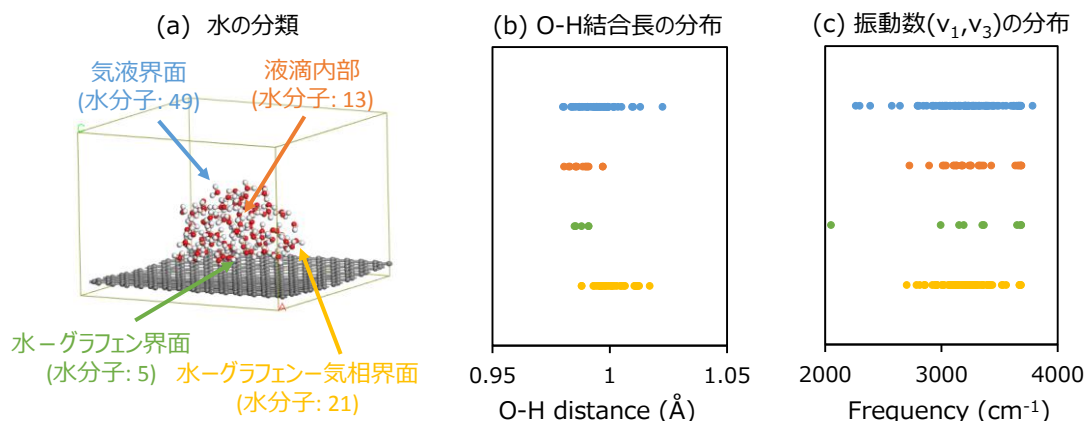 (a) 水の分類
気液界面
(水分子: 49)
液滴内部
(水分子: 13)
C
A
水－グラフェン界面
(水分子: 5)
水－グラフェンー気相界面
(水分子: 21)
(b) O-H結合長の分布
0.95 1 1.05
O-H distance (Å)
(c) 振動数(ν₁,ν₃)の分布
2000 3000 4000
Frequency (cm⁻¹)